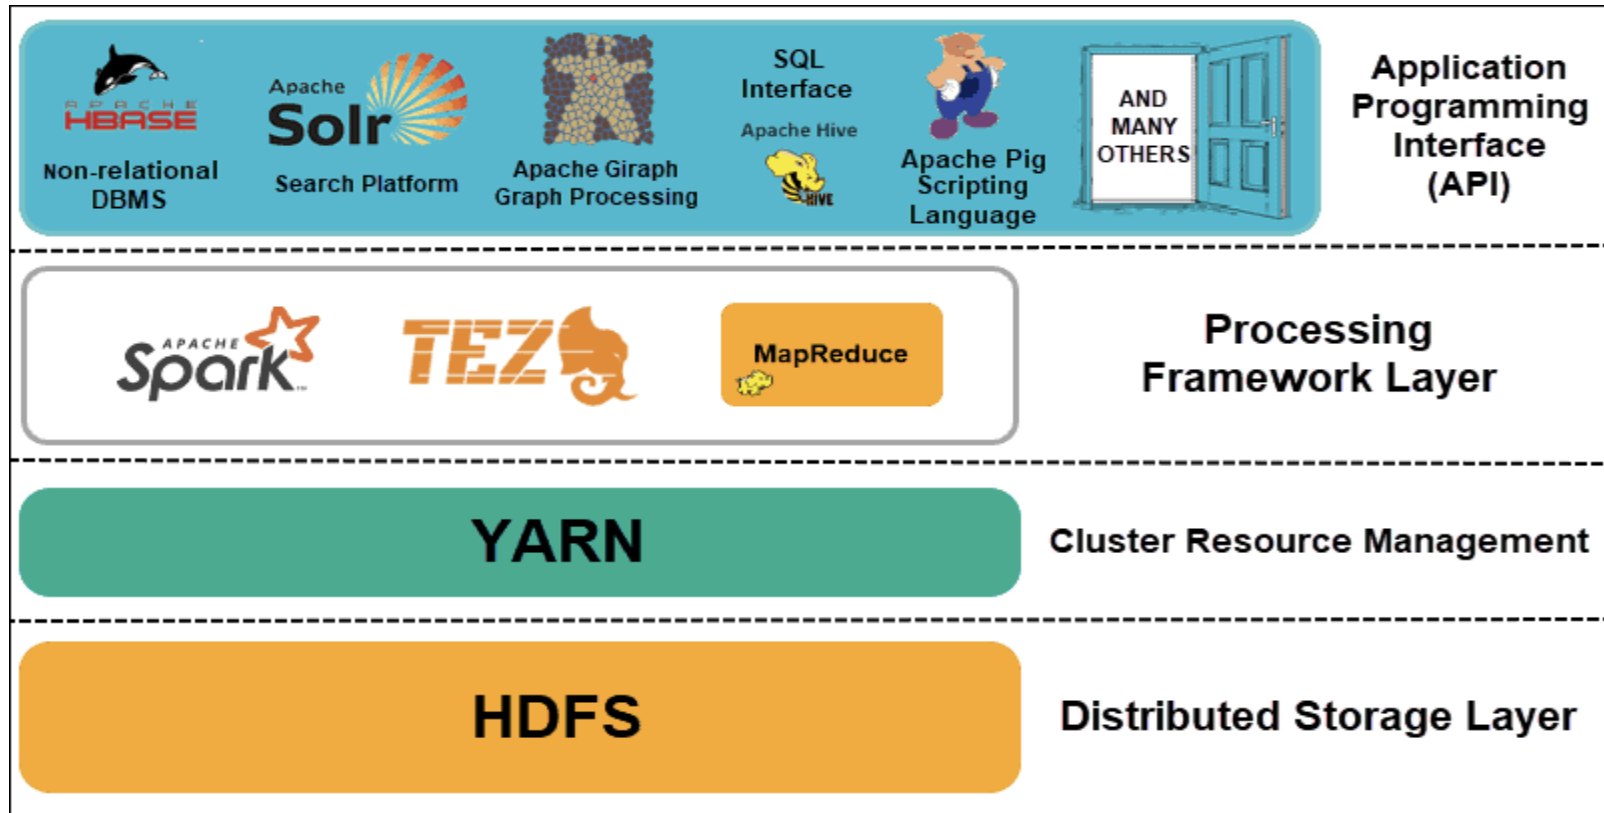 APACHE
HBASE
Non-relational
DBMS
Apache
Solr
Search Platform
Apache Giraph
Graph Processing
SQL
Interface
Apache Hive
HIVE
Apache Pig
Scripting
Language
AND
MANY
OTHERS
Application
Programming
Interface
(API)
APACHE
Spark
TEZ
MapReduce
Processing
Framework Layer
YARN
Cluster Resource Management
HDFS
Distributed Storage Layer